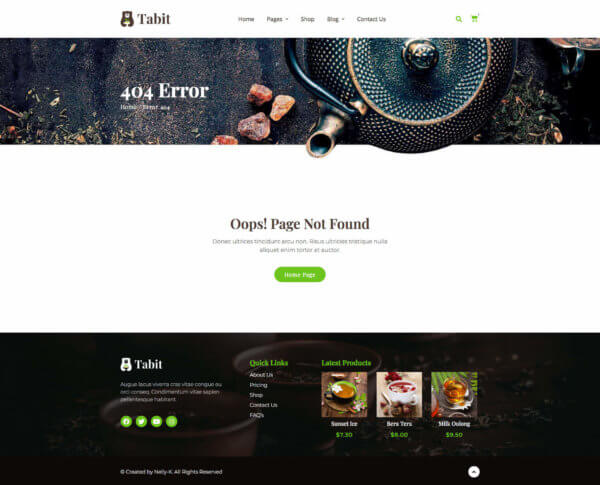 Tabit
Home Pages Shop Blog Contact Us
404 Error
Home / Error 404
Oops! Page Not Found
Donec ultrices tincidunt arcu non. Risus ultricies tristique nulla
aliquet enim tortor at auctor.
Home Page
Tabit
Augue lacus viverra cras vitae congue eu
orci conseq. Condimentum vitae sapien
pellentesque habitant.
Quick Links
About Us
Pricing
Shop
Contact Us
FAQ's
Latest Products
Sunset Ice
$7.30
Bera Tera
$8.00
Milk Oolong
$9.50
© Created by Nelly-K. All Rights Reserved